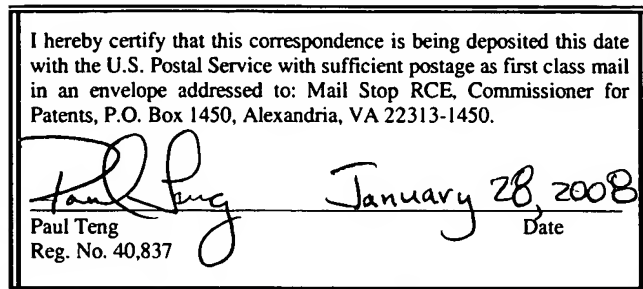 I hereby certify that this correspondence is being deposited this date
with the U.S. Postal Service with sufficient postage as first class mail
in an envelope addressed to: Mail Stop RCE, Commissioner for
Patents, P.O. Box 1450, Alexandria, VA 22313-1450.
Paul Teng January 28, 2008
Paul Teng Date
Reg. No. 40,837